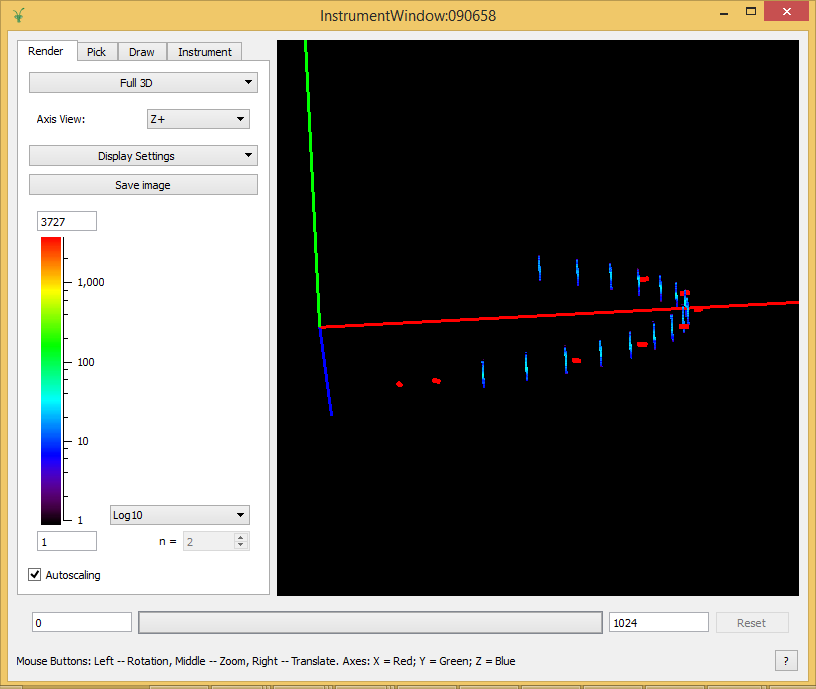 InstrumentWindow:090658
Render Pick Draw Instrument
Full 3D
Axis View: Z+
Display Settings
Save image
3727
1,000
100
10
1
Log10
1 n = 2
Autoscaling
0 1024 Reset
Mouse Buttons: Left -- Rotation, Middle -- Zoom, Right -- Translate. Axes: X = Red; Y = Green; Z = Blue ?